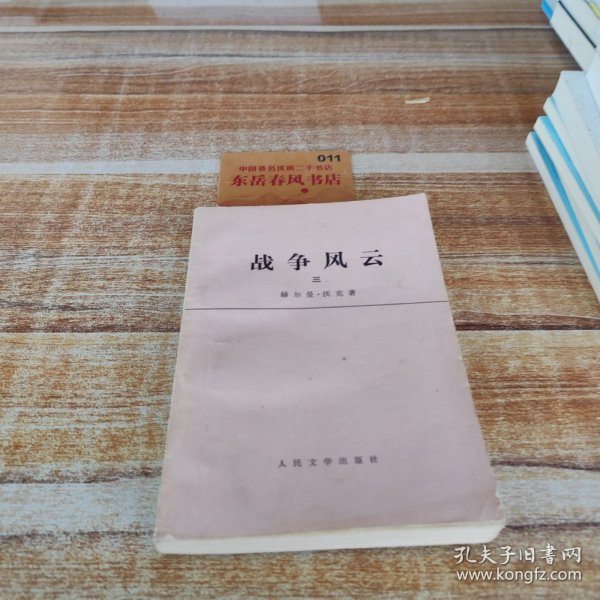 011
中国著名优质二手书店
东岳春风书店
战争风云
三
赫尔曼·沃克著
人民文学出版社
孔夫子旧書网
www.kongfz.com